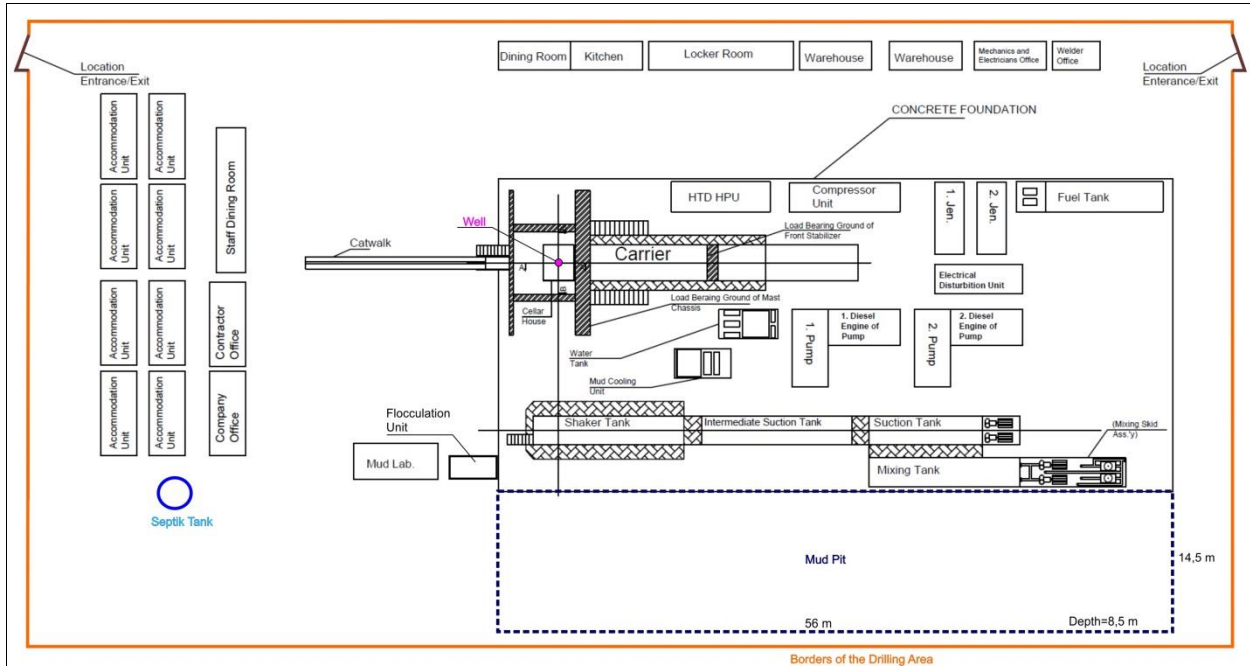 Location
Entrance/Exit
Dining Room
Kitchen
Locker Room
Warehouse
Warehouse
Mechanics and
Electricians Office
Welder
Office
Location
Enterance/Exit
CONCRETE FOUNDATION
Accommodation
Unit
Accommodation
Unit
Accommodation
Unit
Accommodation
Unit
Accommodation
Unit
Accommodation
Unit
Accommodation
Unit
Accommodation
Unit
Staff Dining Room
Contractor
Office
Company
Office
Septik Tank
Catwalk
Well
HTD HPU
Compressor
Unit
1. Jen.
2. Jen.
Fuel Tank
Load Bearing Ground of
Front Stabilizer
Carrier
Electrical
Disturbition Unit
Cellar
House
Load Beraing Ground of Mast
Chassis
Water
Tank
Mud Cooling
Unit
1. Pump
1. Diesel
Engine of
Pump
2. Pump
2. Diesel
Engine of
Pump
Flocculation
Unit
Mud Lab.
Shaker Tank
Intermediate Suction Tank
Suction Tank
(Mixing Skid
Ass.'y)
Mixing Tank
Mud Pit
14,5 m
56 m
Depth=8,5 m
Borders of the Drilling Area